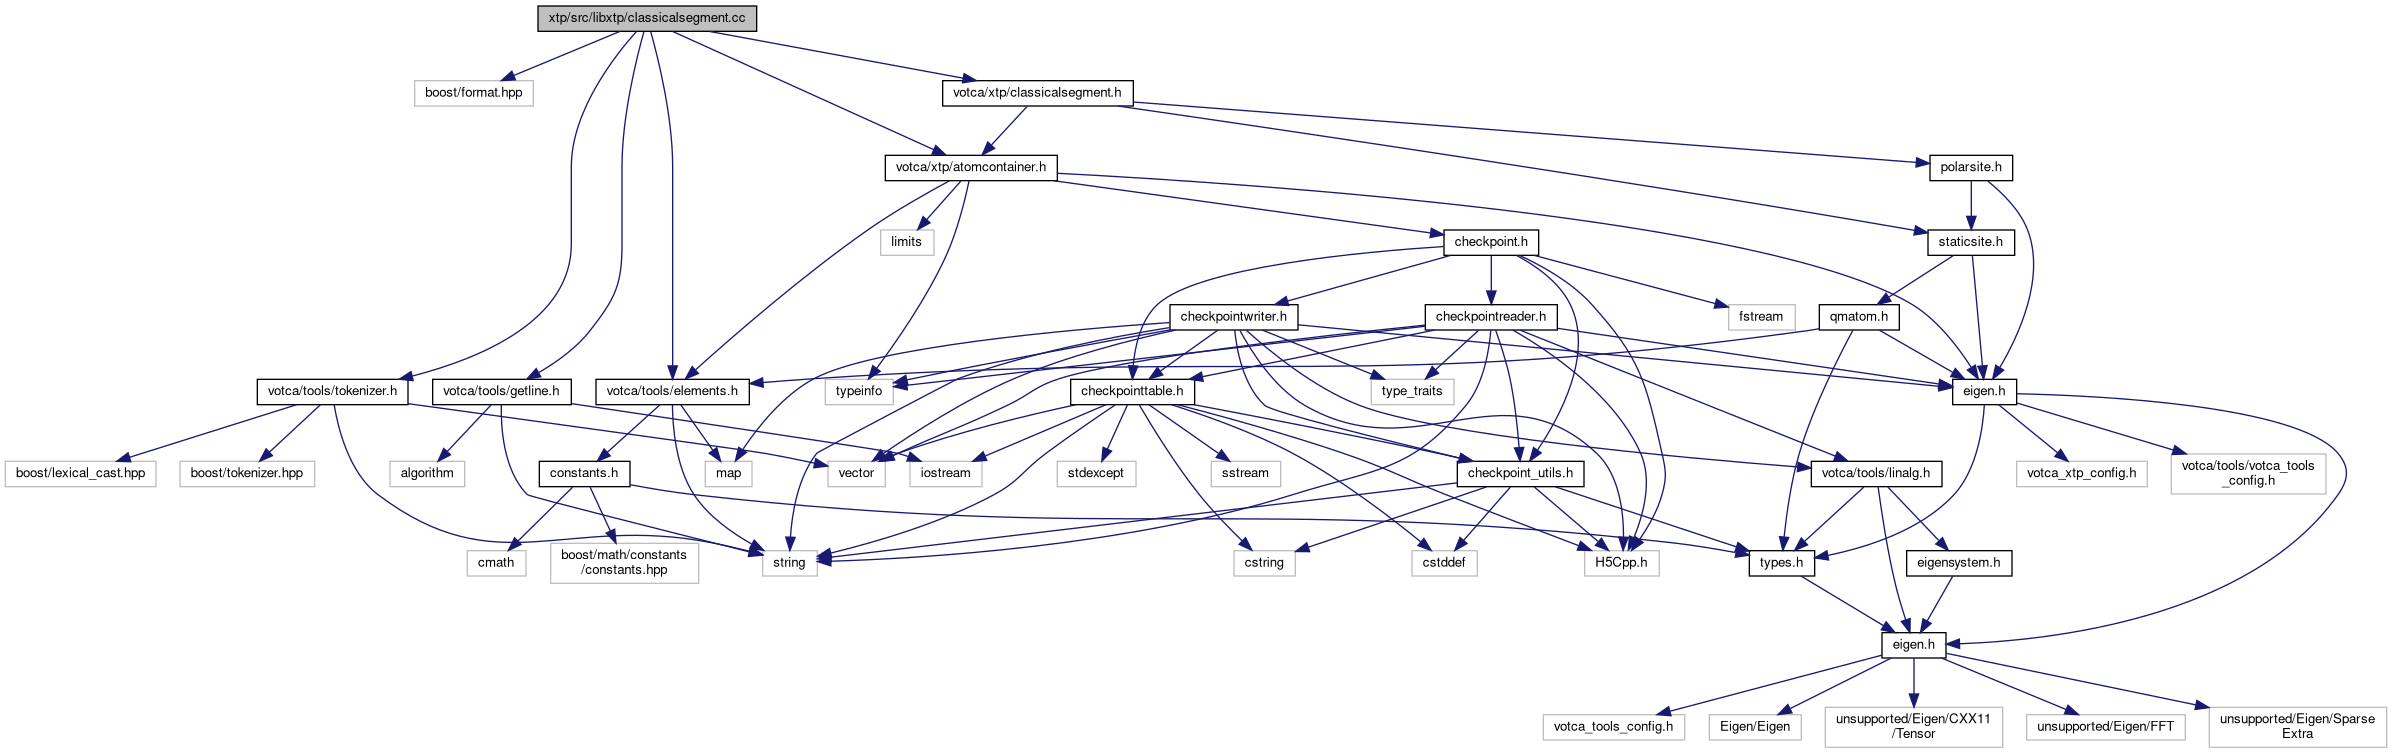 xtp/src/libxtp/classicalsegment.cc
boost/format.hpp
votca/xtp/classicalsegment.h
votca/xtp/atomcontainer.h
polarsite.h
limits
checkpoint.h
staticsite.h
checkpointwriter.h
checkpointreader.h
fstream
qmatom.h
votca/tools/tokenizer.h
votca/tools/getline.h
votca/tools/elements.h
typeinfo
checkpointtable.h
type_traits
eigen.h
boost/lexical_cast.hpp
boost/tokenizer.hpp
algorithm
constants.h
map
vector
iostream
stdexcept
sstream
checkpoint_utils.h
votca/tools/linalg.h
votca_xtp_config.h
votca/tools/votca_tools
_config.h
cmath
boost/math/constants
/constants.hpp
string
cstring
cstddef
H5Cpp.h
types.h
eigensystem.h
eigen.h
votca_tools_config.h
Eigen/Eigen
unsupported/Eigen/CXX11
/Tensor
unsupported/Eigen/FFT
unsupported/Eigen/Sparse
Extra